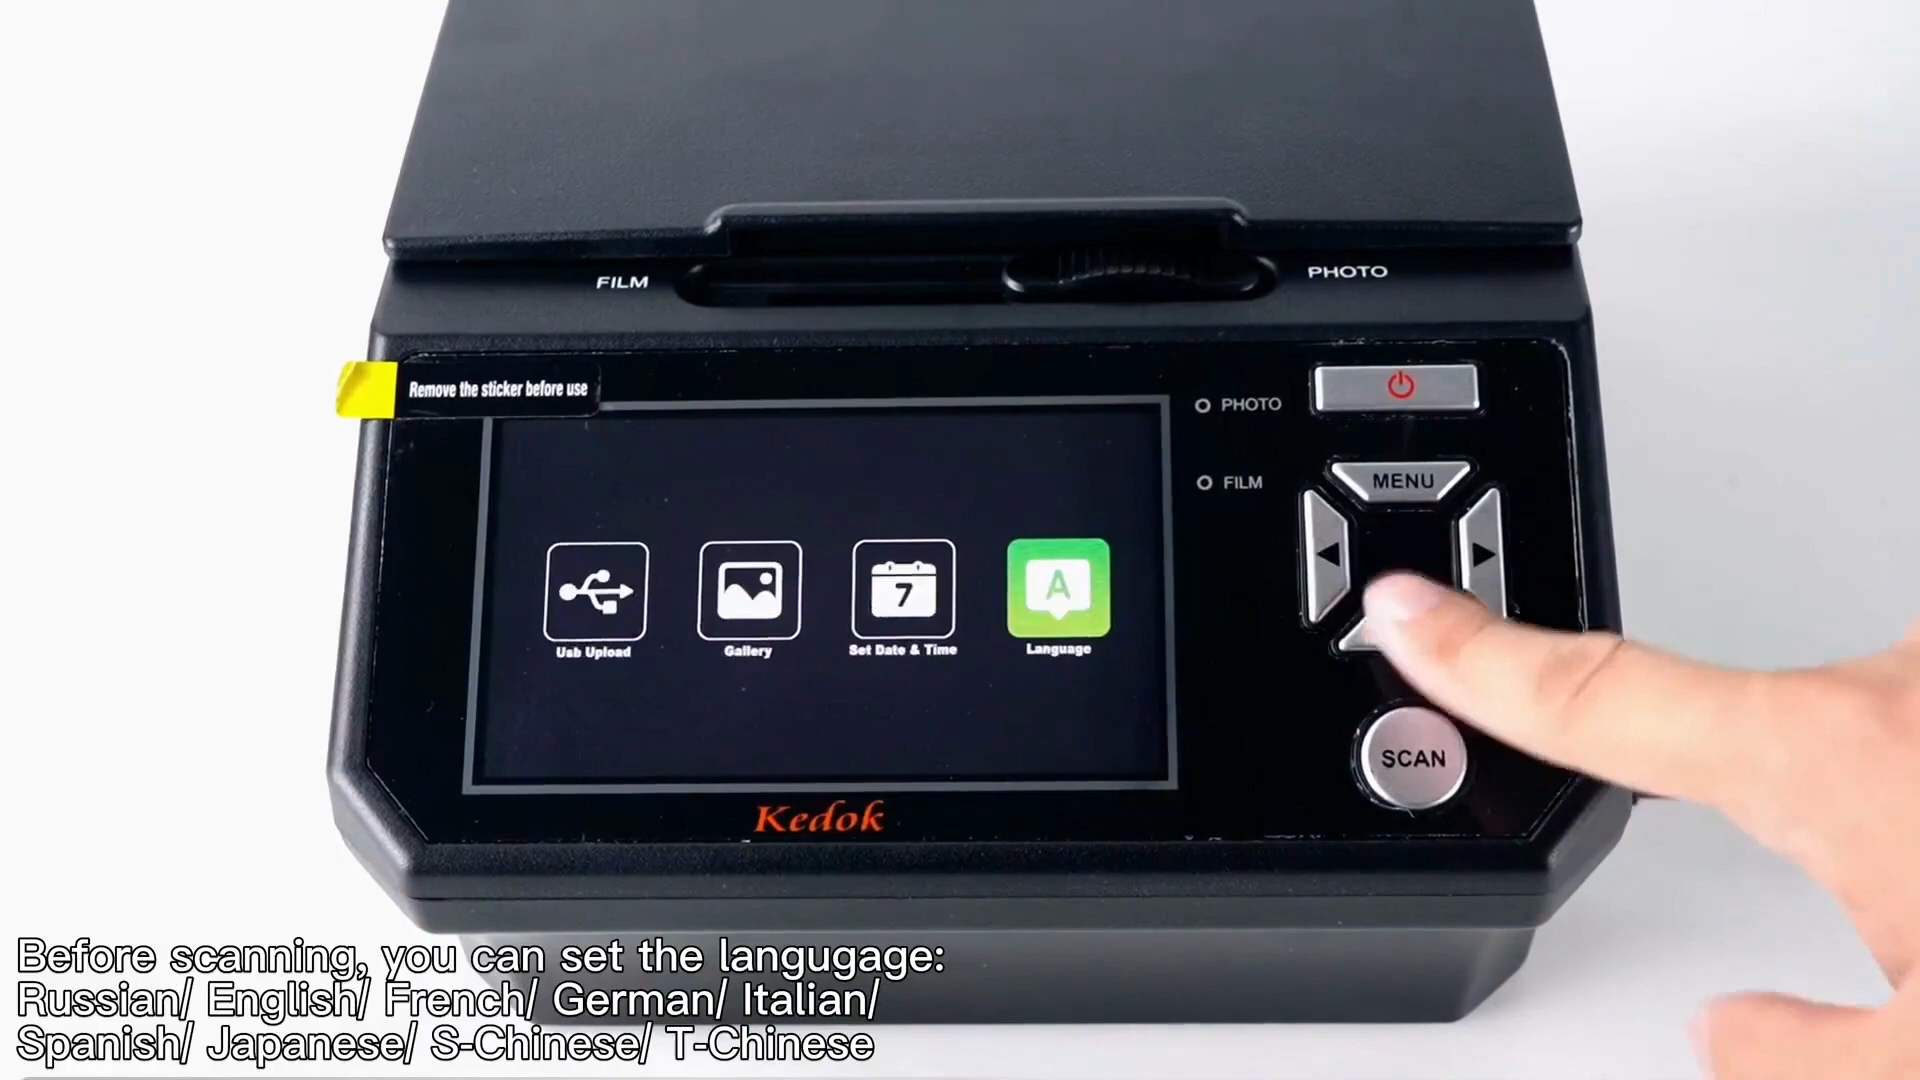 FILM
PHOTO
Remove the sticker before use
PHOTO
FILM
MENU
7
A
Usb Upload
Gallery
Set Date & Time
Language
SCAN
Kedok
Before scanning, you can set the langugage:
Russian/ English/ French/ German/ Italian/
Spanish/ Japanese/ S-Chinese/ T-Chinese